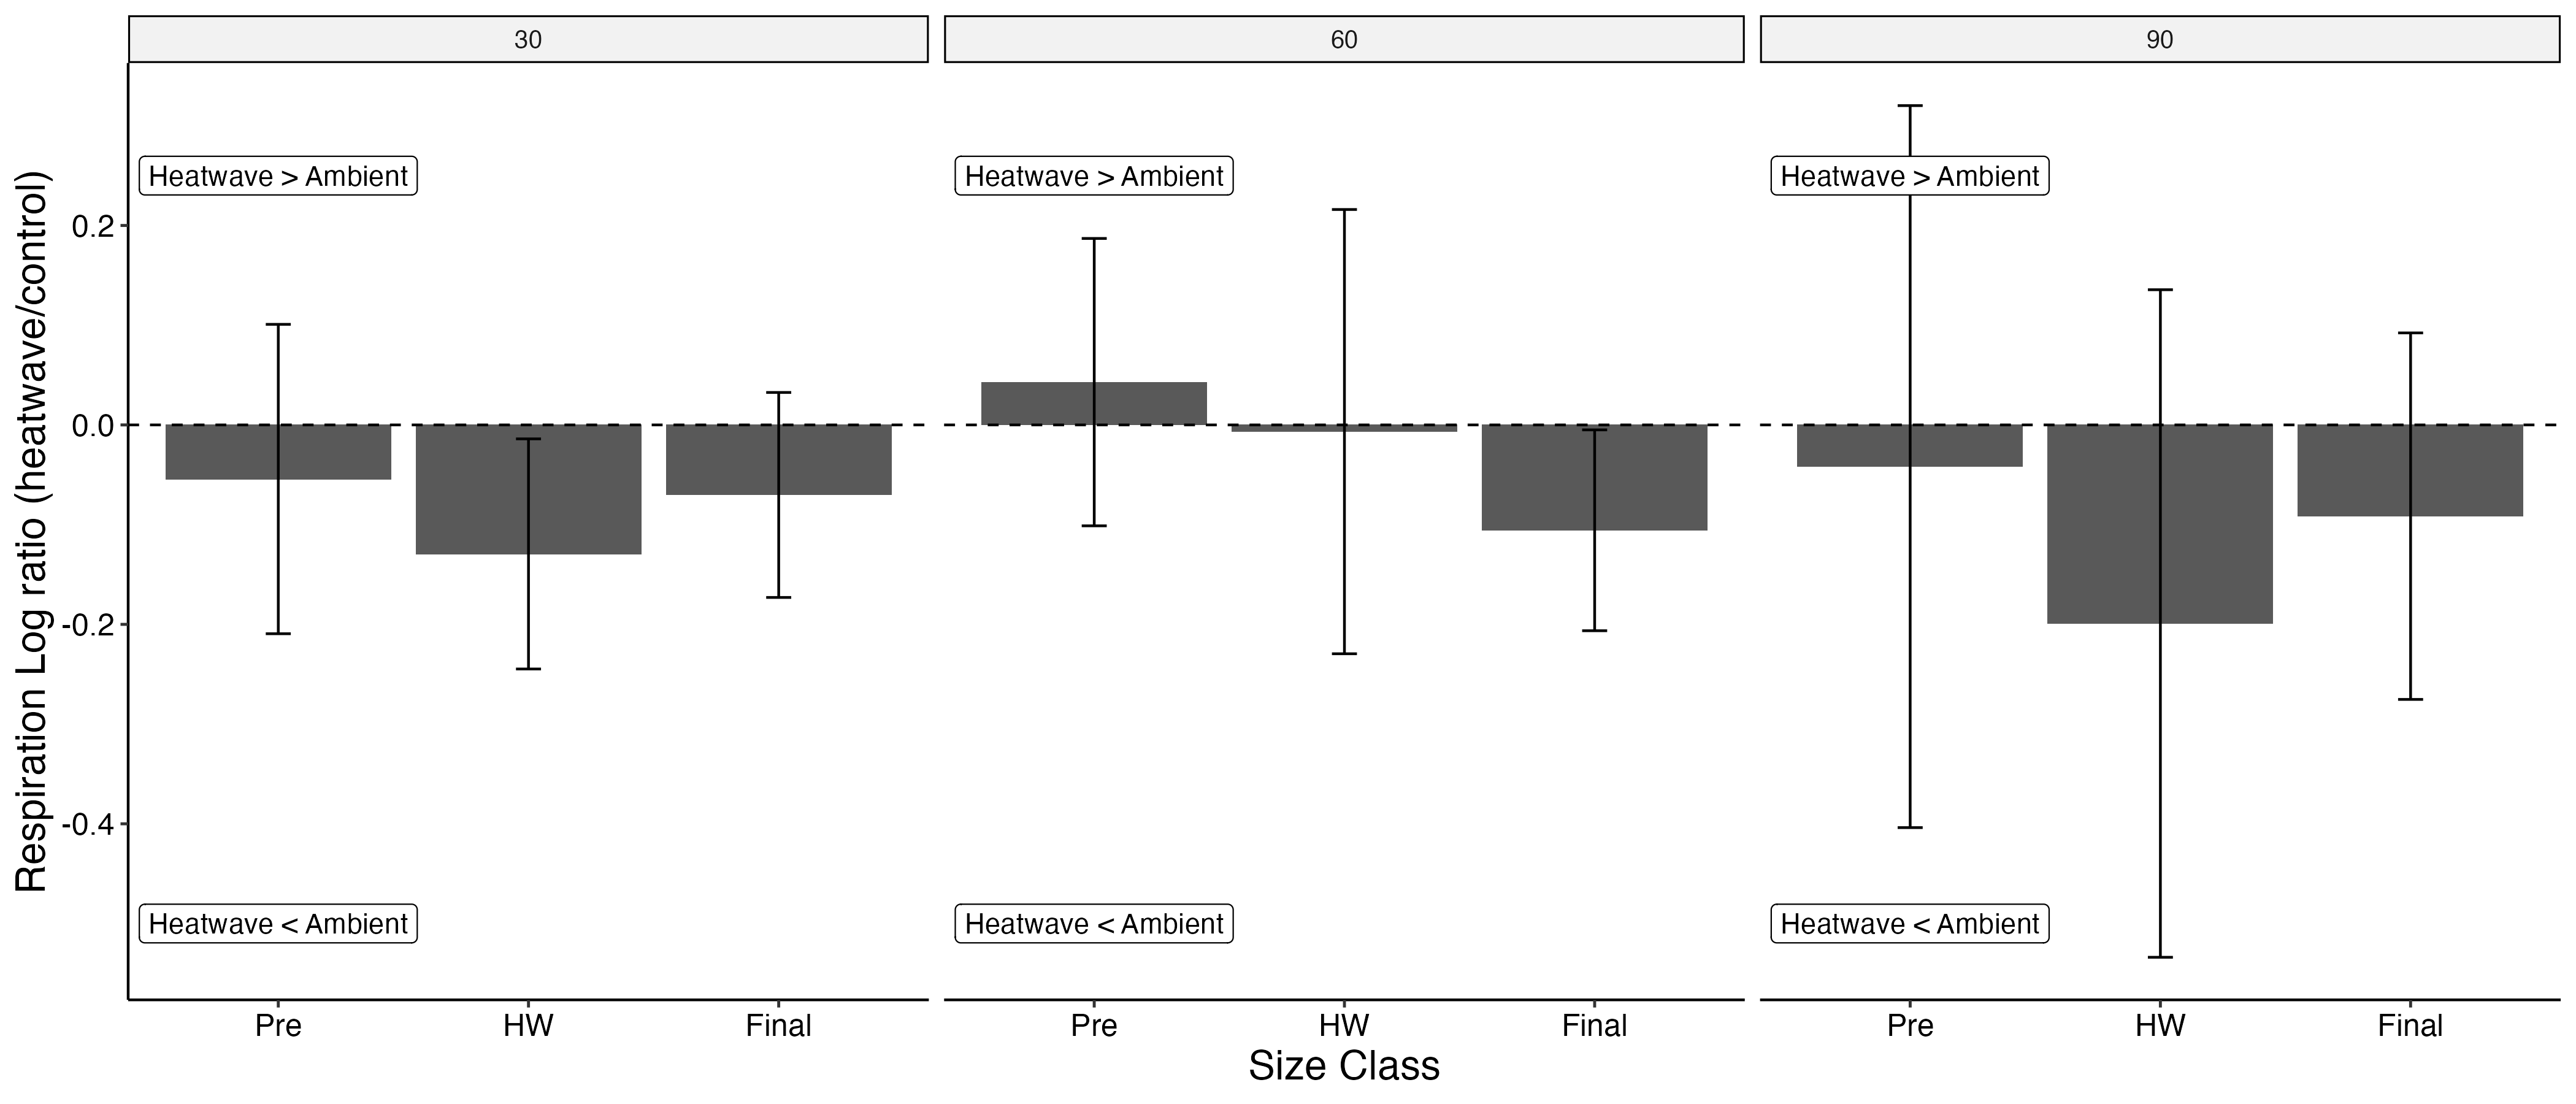 30
60
90
Heatwave > Ambient
Heatwave > Ambient
Heatwave > Ambient
Respiration Log ratio (heatwave/control)
0.2
0.0
-0.2
-0.4
Heatwave < Ambient
Heatwave < Ambient
Heatwave < Ambient
Pre
HW
Final
Pre
HW
Final
Pre
HW
Final
Size Class